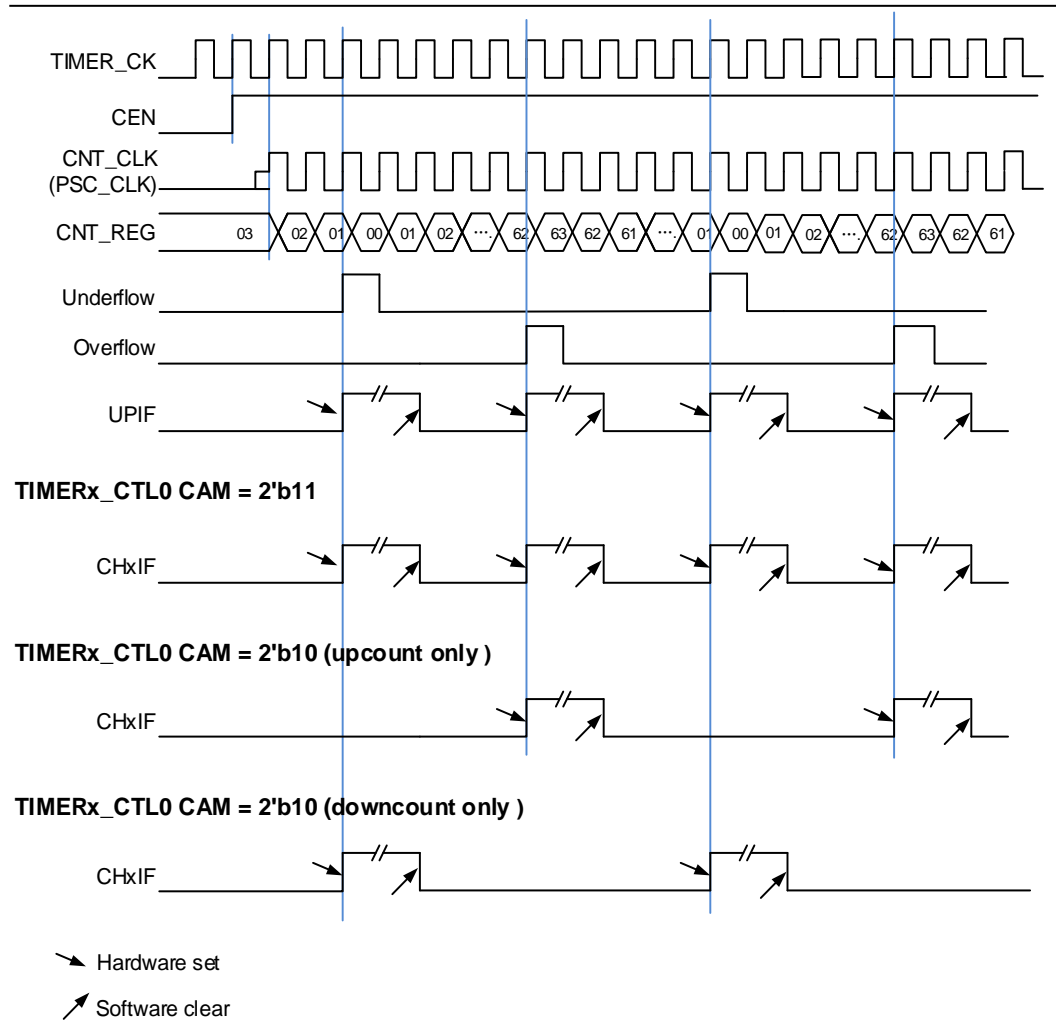 TIMER_CK
CEN
CNT_CLK
(PSC_CLK)
CNT_REG 03 02 01 00 01 02 .... 62 63 62 61 .... 01 00 01 02 .... 62 63 62 61
Underflow
Overflow
UPIF
TIMERx_CTL0 CAM = 2'b11
CHxIF
TIMERx_CTL0 CAM = 2'b10 (upcount only )
CHxIF
TIMERx_CTL0 CAM = 2'b10 (downcount only )
CHxIF
Hardware set
Software clear